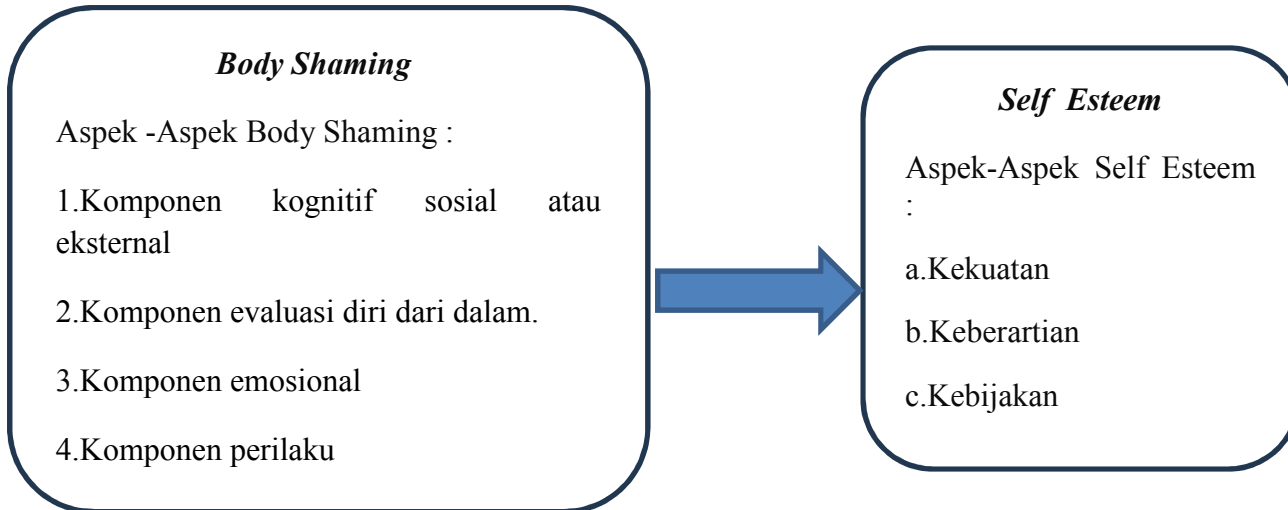 Body Shaming
Aspek -Aspek Body Shaming :
1.Komponen kognitif sosial atau
eksternal
2.Komponen evaluasi diri dari dalam.
3.Komponen emosional
4.Komponen perilaku
Self Esteem
Aspek-Aspek Self Esteem
:
a.Kekuatan
b.Keberartian
c.Kebijakan